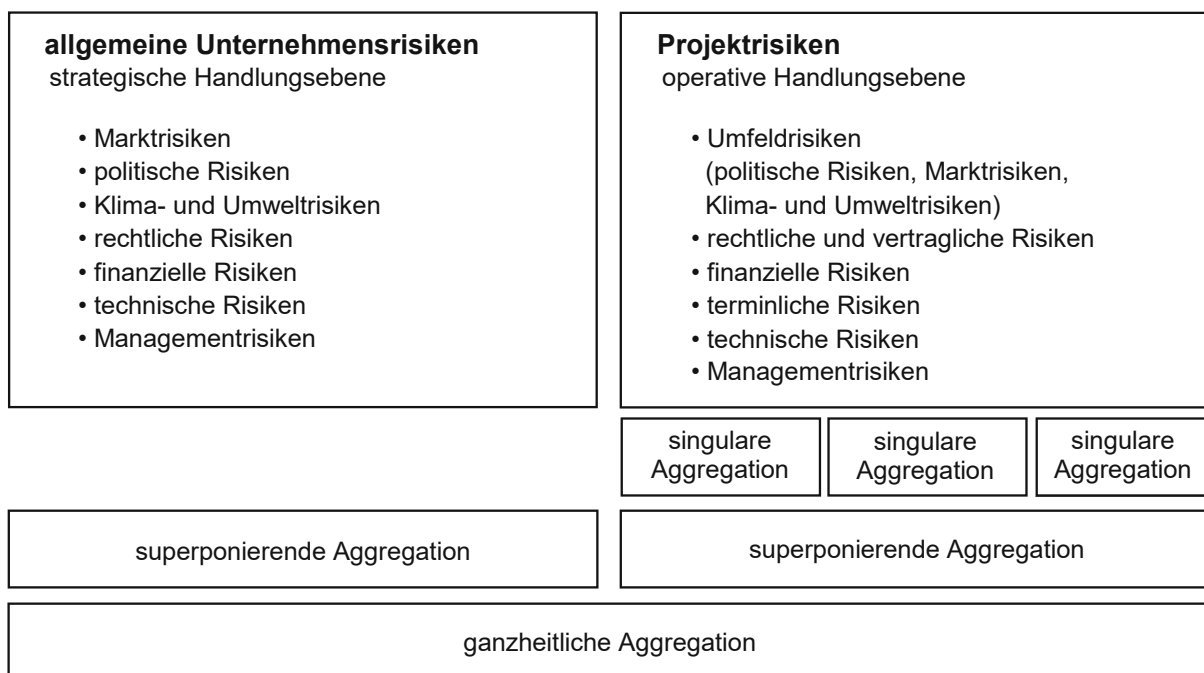 allgemeine Unternehmensrisiken
strategische Handlungsebene
• Marktrisiken
• politische Risiken
• Klima- und Umweltrisiken
• rechtliche Risiken
• finanzielle Risiken
• technische Risiken
• Managementrisiken
Projektrisiken
operative Handlungsebene
• Umfeldrisiken
(politische Risiken, Marktrisiken,
Klima- und Umweltrisiken)
• rechtliche und vertragliche Risiken
• finanzielle Risiken
• terminliche Risiken
• technische Risiken
• Managementrisiken
singulare
Aggregation
singulare
Aggregation
singulare
Aggregation
superponierende Aggregation
superponierende Aggregation
ganzheitliche Aggregation